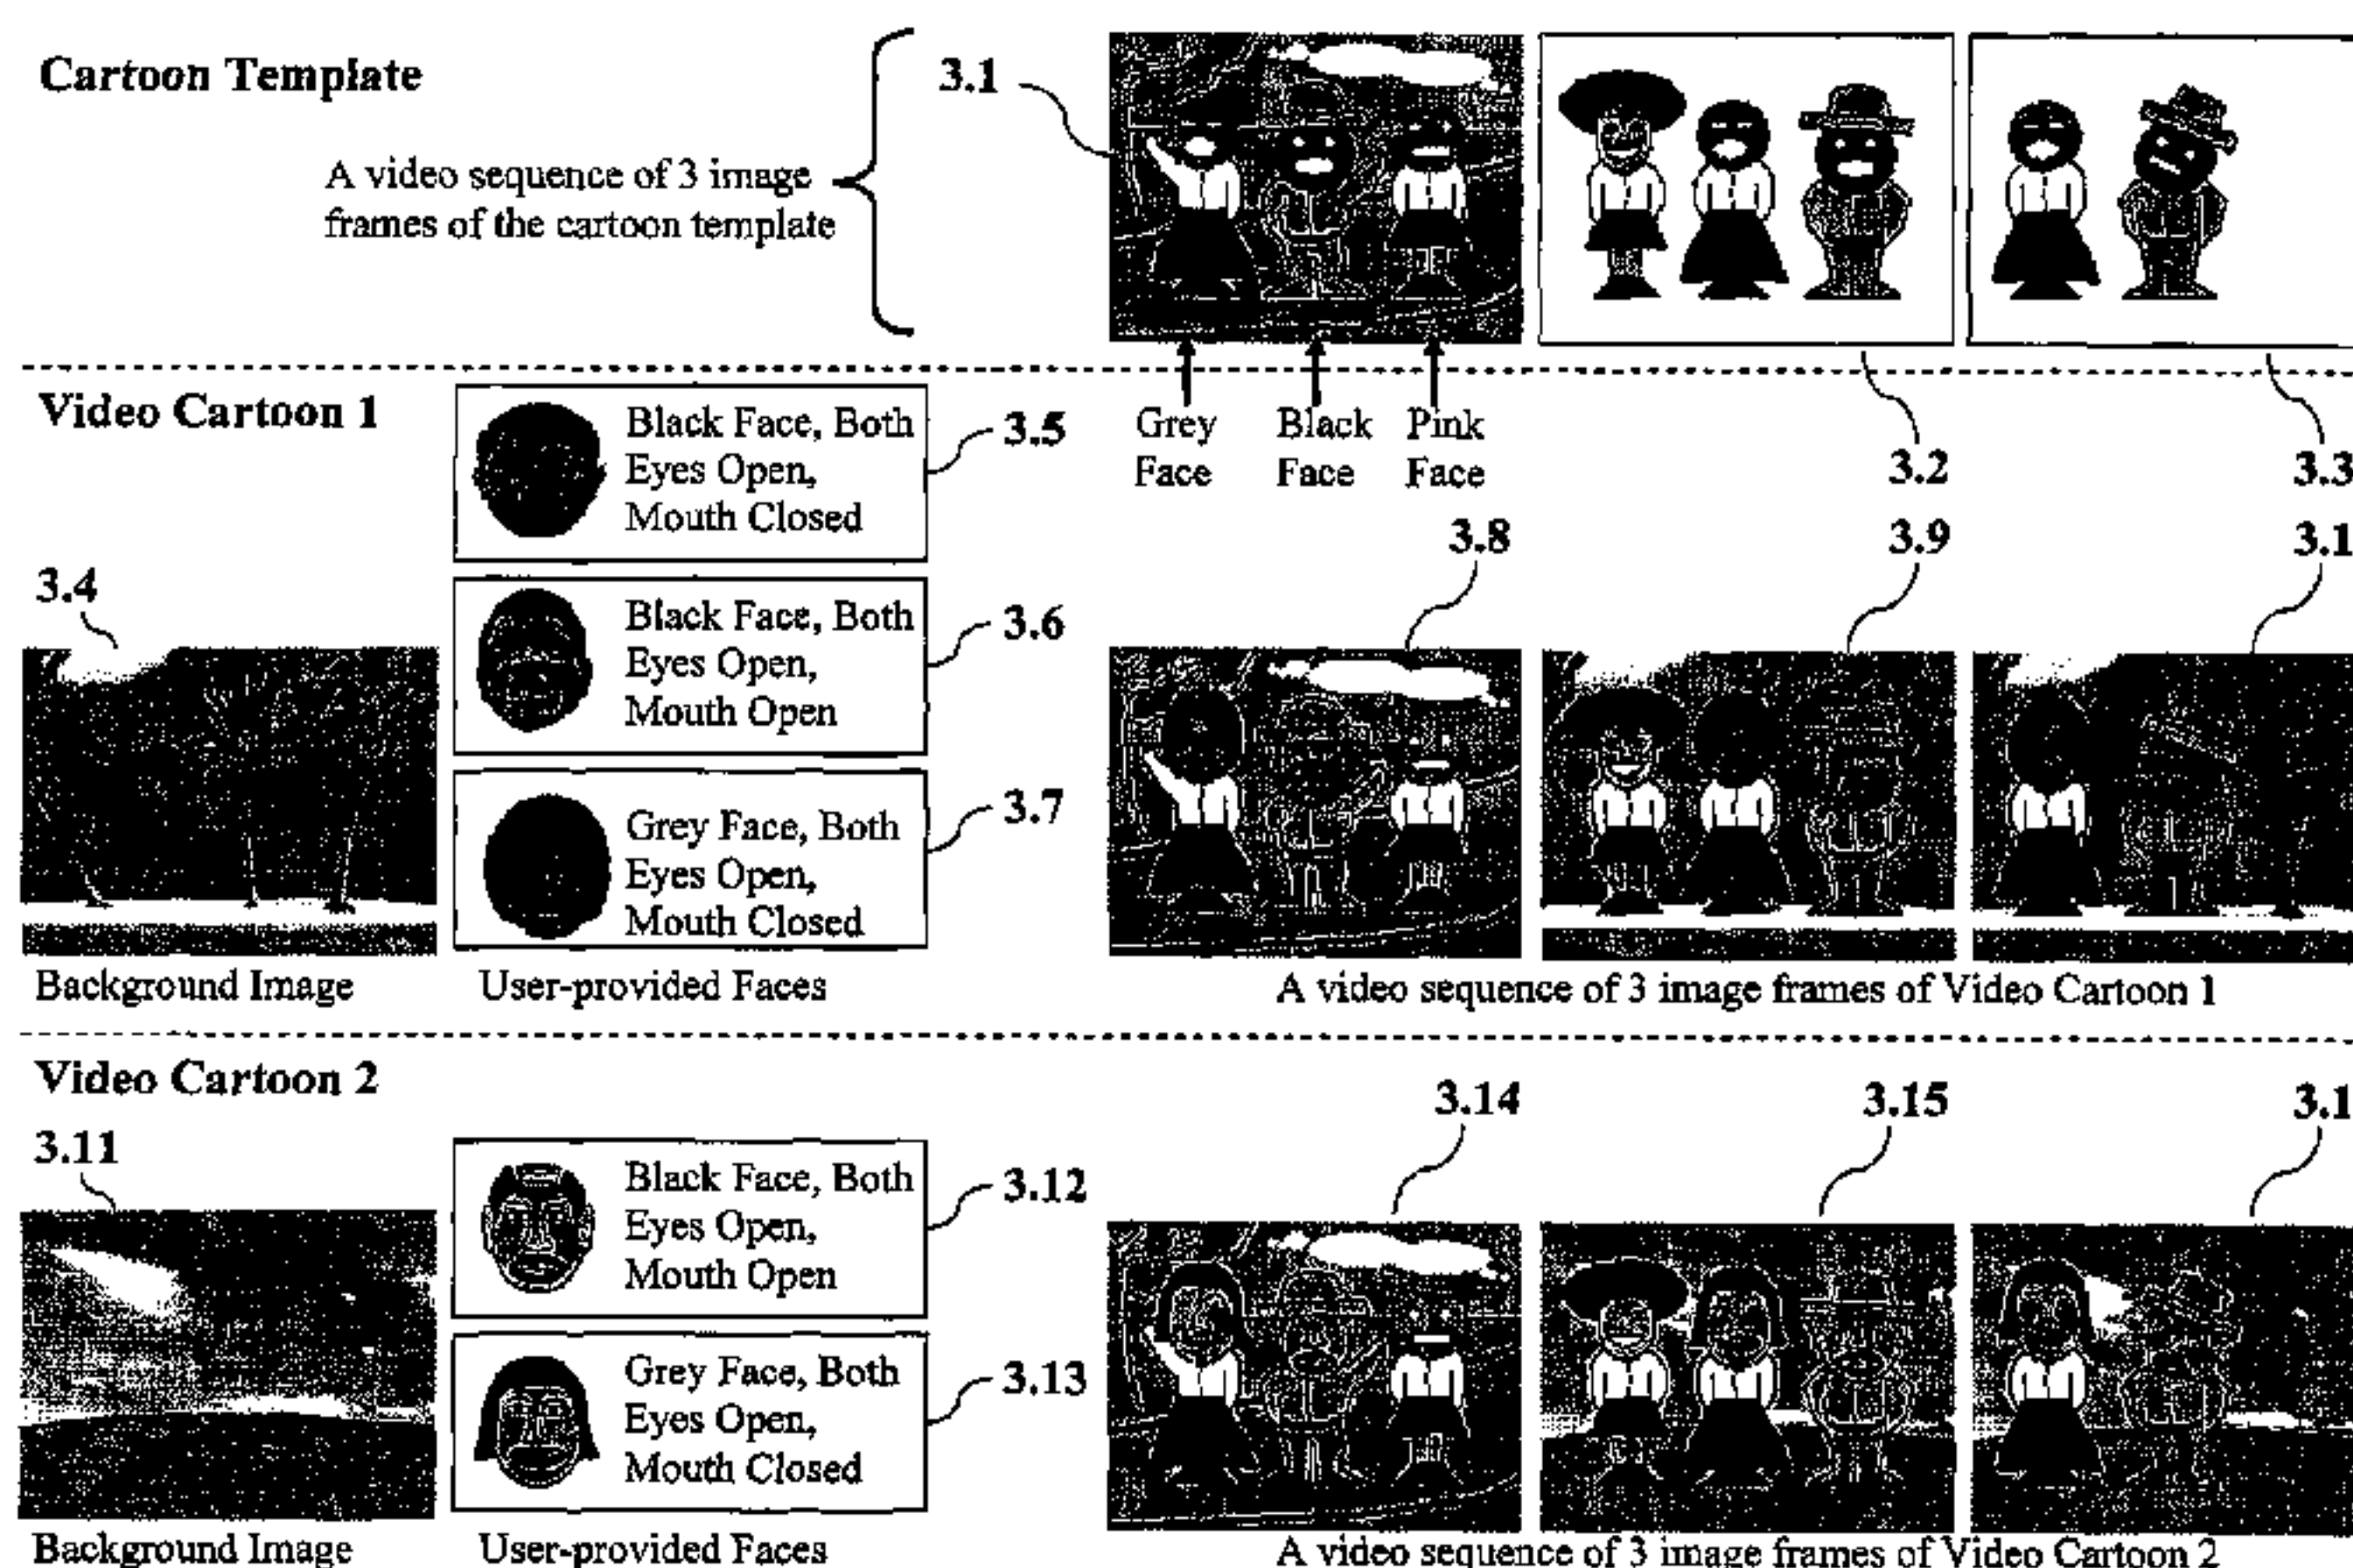 Cartoon Template
A video sequence of 3 image
frames of the cartoon template
3.1
Grey
Face
Black
Face
Pink
Face
3.2
3.3
Video Cartoon 1
Black Face, Both
Eyes Open,
Mouth Closed
3.5
Black Face, Both
Eyes Open,
Mouth Open
3.6
Grey Face, Both
Eyes Open,
Mouth Closed
3.7
3.4
Background Image
User-provided Faces
3.8
3.9
3.1
A video sequence of 3 image frames of Video Cartoon 1
Video Cartoon 2
3.11
Black Face, Both
Eyes Open,
Mouth Open
3.12
Grey Face, Both
Eyes Open,
Mouth Closed
3.13
Background Image
User-provided Faces
3.14
3.15
3.1
A video sequence of 3 image frames of Video Cartoon 2